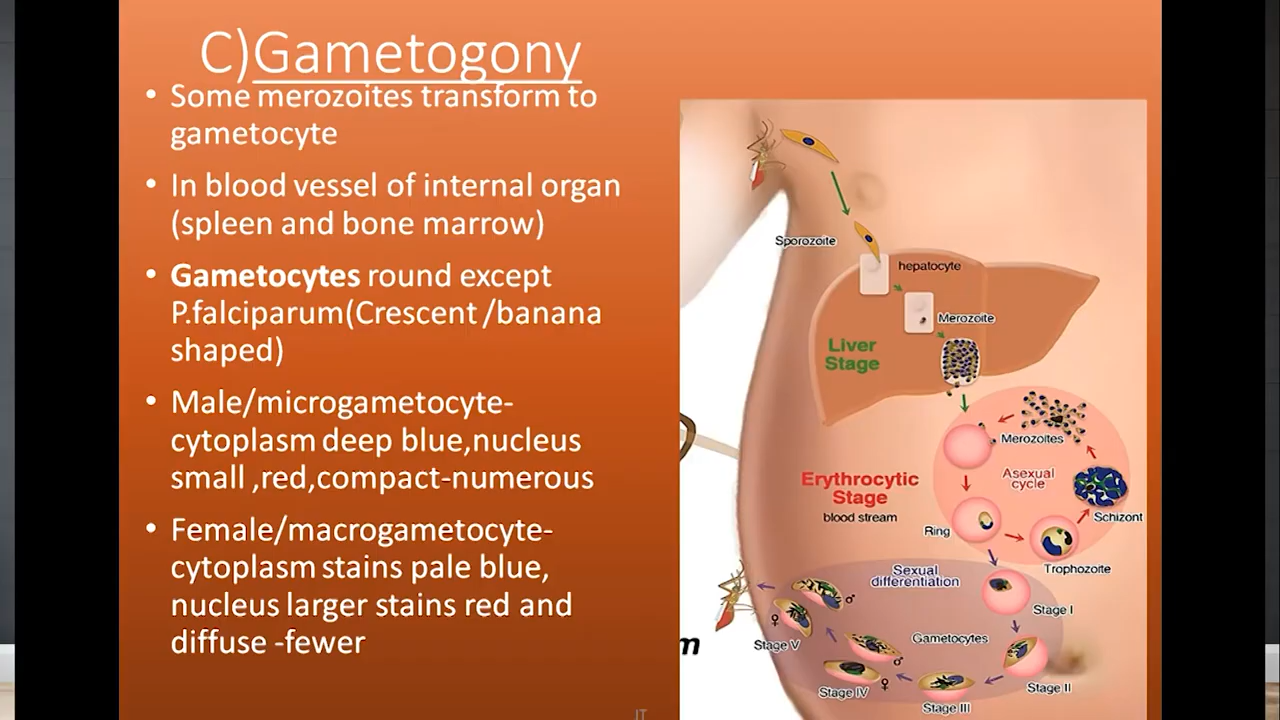 C)Gametogony
• Some merozoites transform to
gametocyte
• In blood vessel of internal organ
(spleen and bone marrow)
• Gametocytes round except
P.falciparum(Crescent /banana
shaped)
• Male/microgametocyte-
cytoplasm deep blue,nucleus
small ,red,compact-numerous
• Female/macrogametocyte-
cytoplasm stains pale blue,
nucleus larger stains red and
diffuse -fewer
Sporozoite
hepatocyte
Merozoite
Liver
Stage
Merozoites
Asexual
cycle
Erythrocytic
Stage
blood stream
Schizont
Ring
Trophozoite
Sexual
differentiation
Stage I
Gametocytes
♂
♀
Stage V
♂
♀
Stage IV
Stage III
Stage II
m